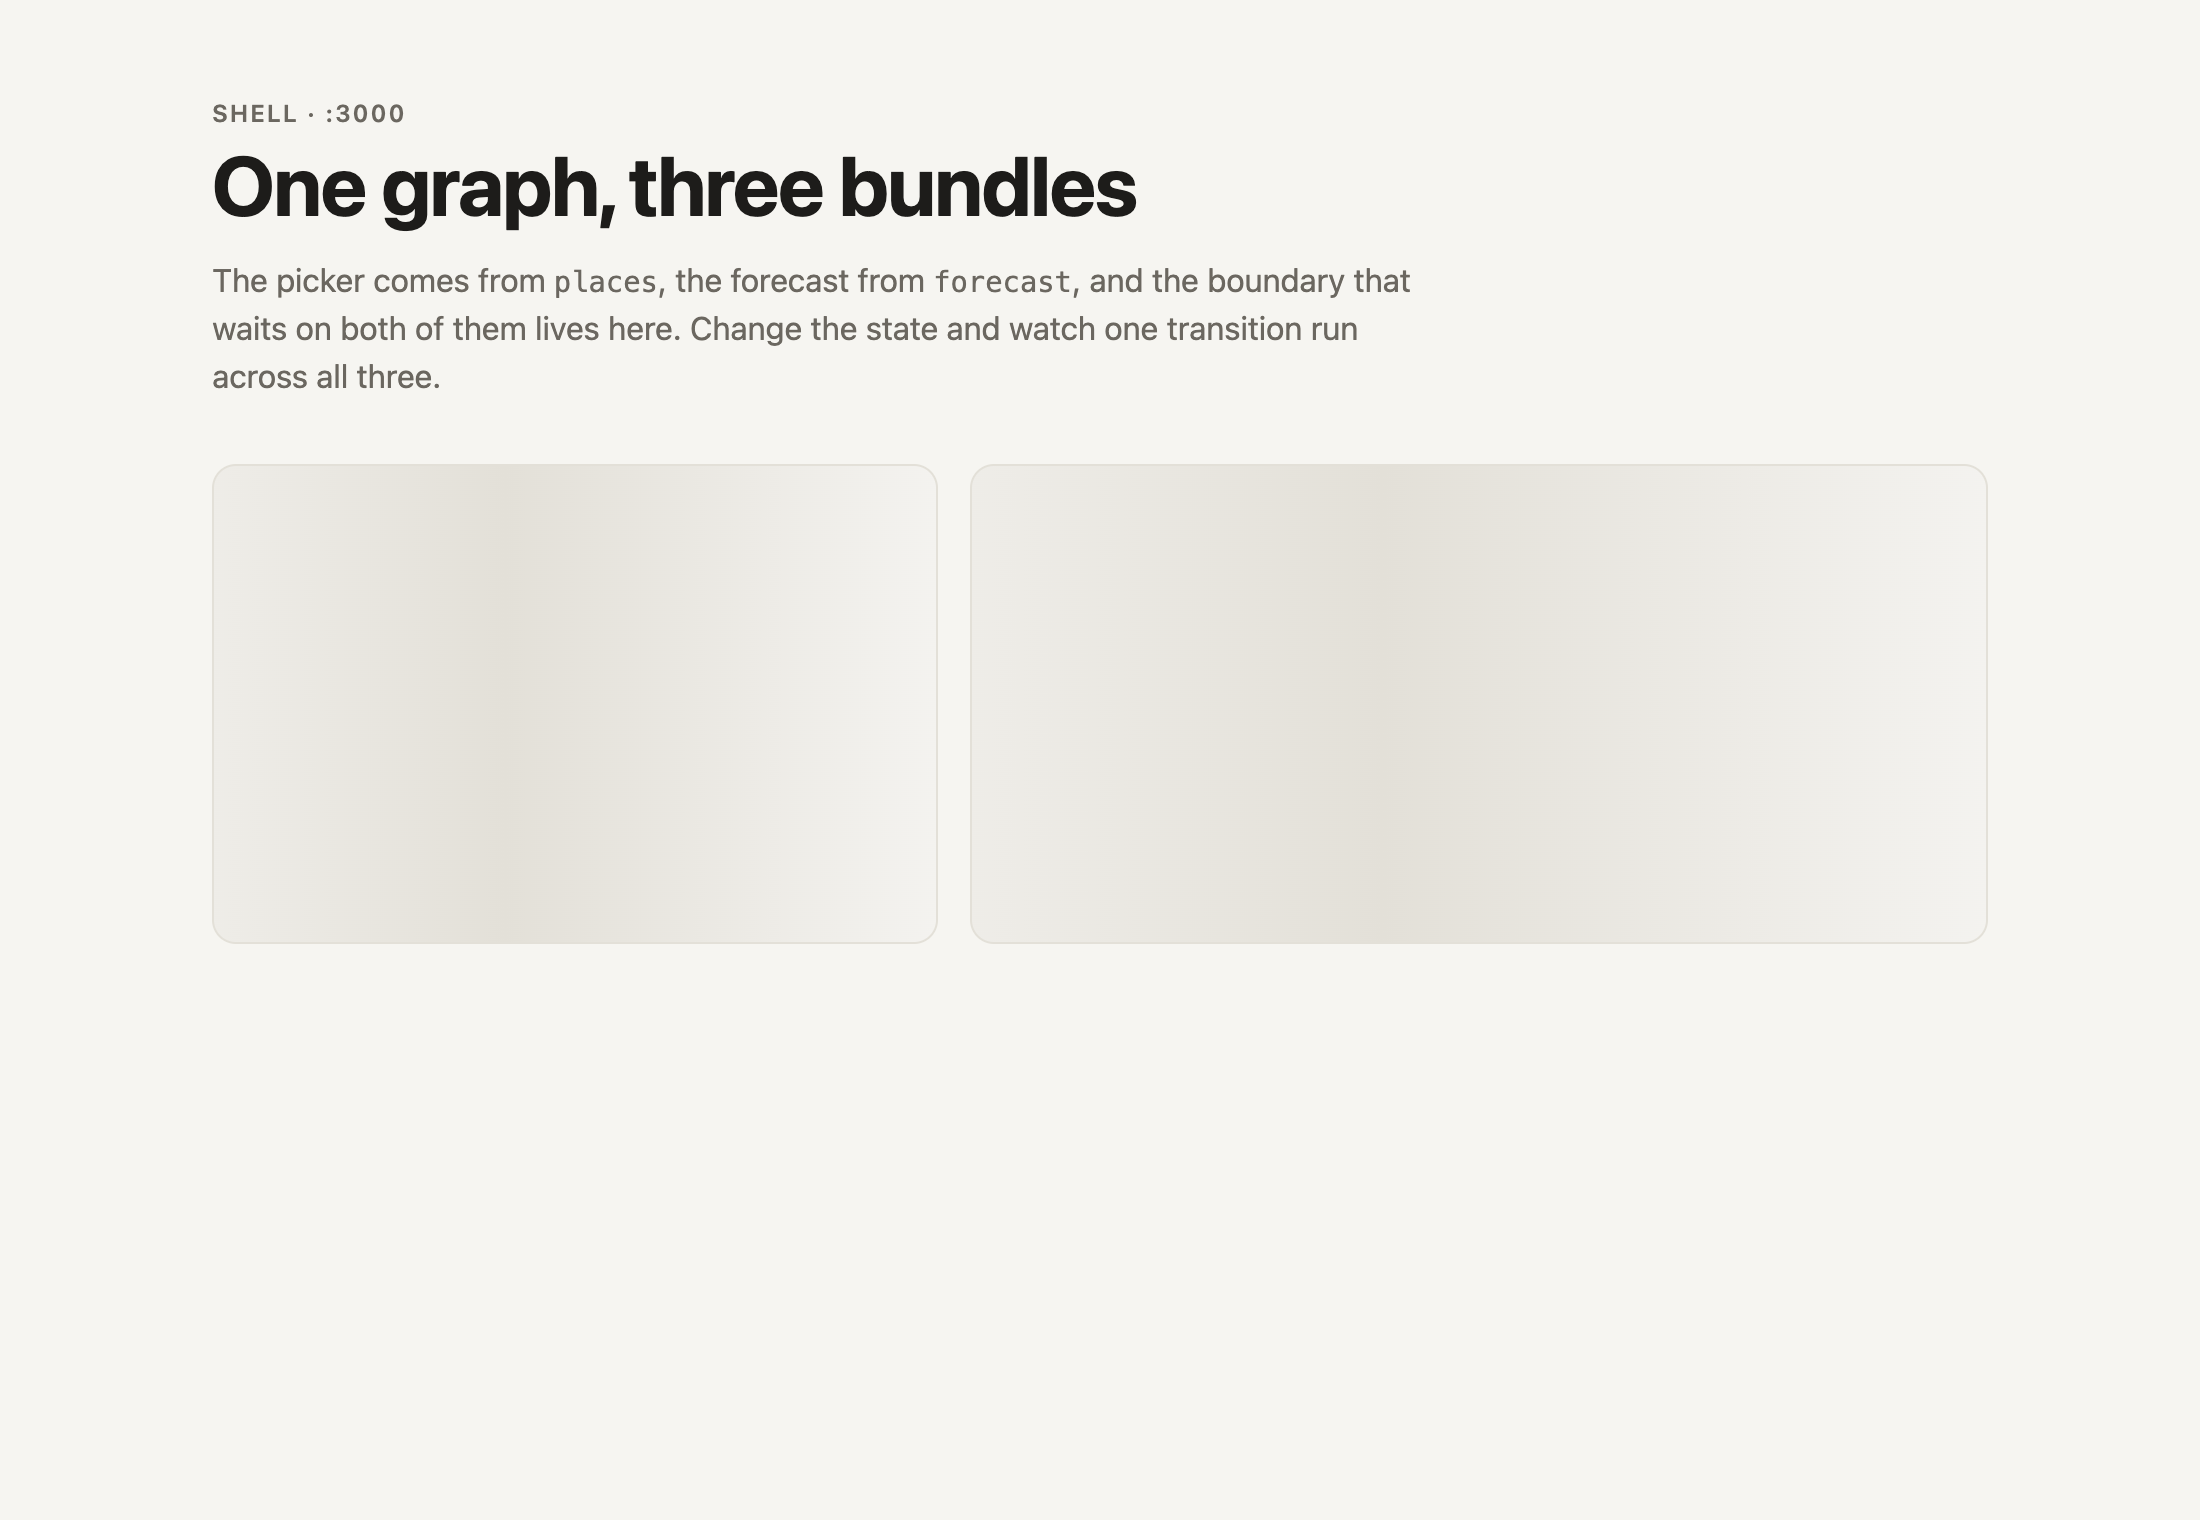 SHELL · :3000
One graph, three bundles
The picker comes from places, the forecast from forecast, and the boundary that
waits on both of them lives here. Change the state and watch one transition run
across all three.